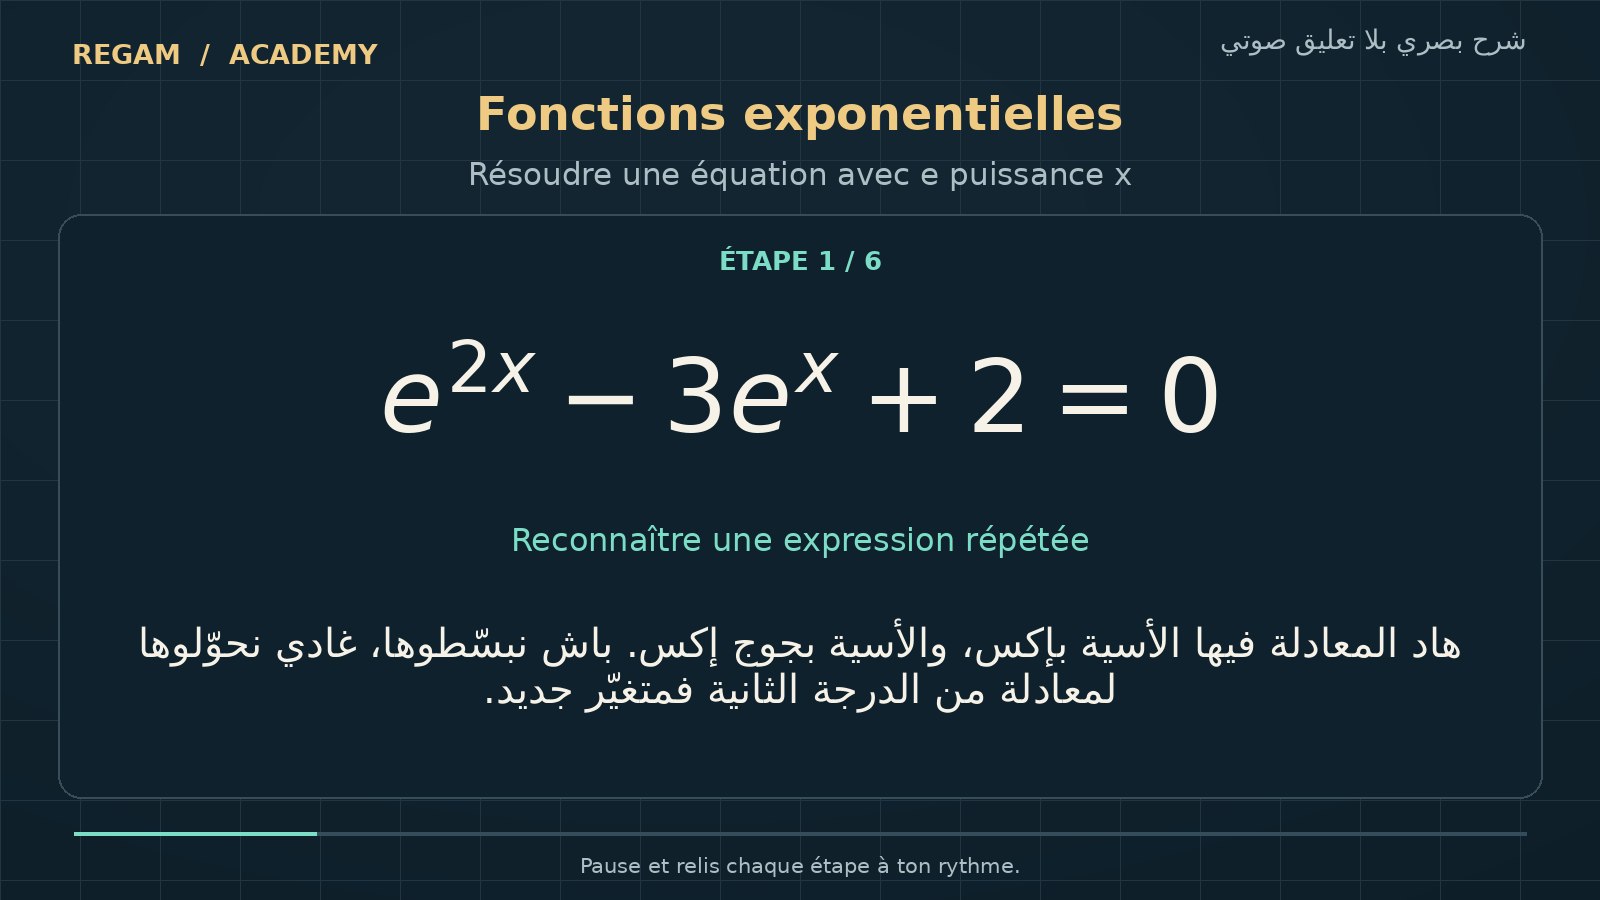 REGAM / ACADEMY
شرح بصري بلا تعليق صوتي
Fonctions exponentielles
Résoudre une équation avec e puissance x
ÉTAPE 1 / 6
e^{2x} − 3e^{x} + 2 = 0
Reconnaître une expression répétée
هاد المعادلة فيها الأسية بإكس، والأسية بجوج إكس. باش نبسّطوها، غادي نحوّلوها
لمعادلة من الدرجة الثانية فمتغيّر جديد.
Pause et relis chaque étape à ton rythme.